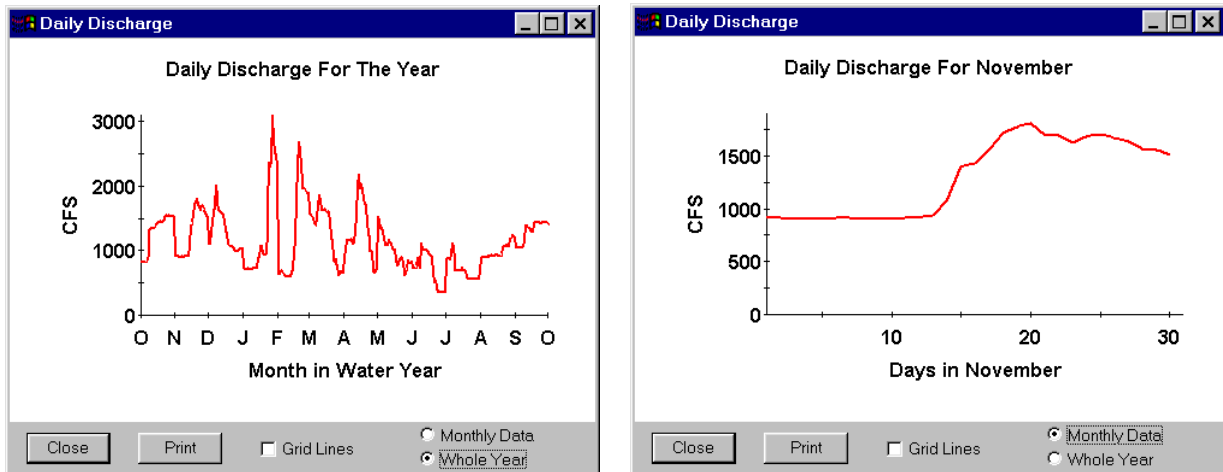 Daily Discharge
Daily Discharge For The Year
3000
2000
1000
0
CFS
O N D J F M A M J J A S O
Month in Water Year
Close
Print
Grid Lines
Monthly Data
Whole Year
Daily Discharge
Daily Discharge For November
1500
1000
500
0
CFS
10 20 30
Days in November
Close
Print
Grid Lines
Monthly Data
Whole Year